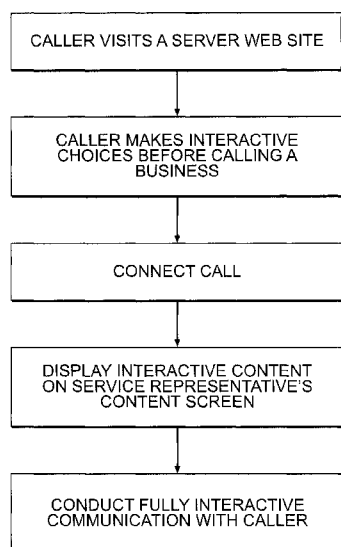 CALLER VISITS A SERVER WEB SITE
CALLER MAKES INTERACTIVE
CHOICES BEFORE CALLING A
BUSINESS
CONNECT CALL
DISPLAY INTERACTIVE CONTENT
ON SERVICE REPRESENTATIVE'S
CONTENT SCREEN
CONDUCT FULLY INTERACTIVE
COMMUNICATION WITH CALLER